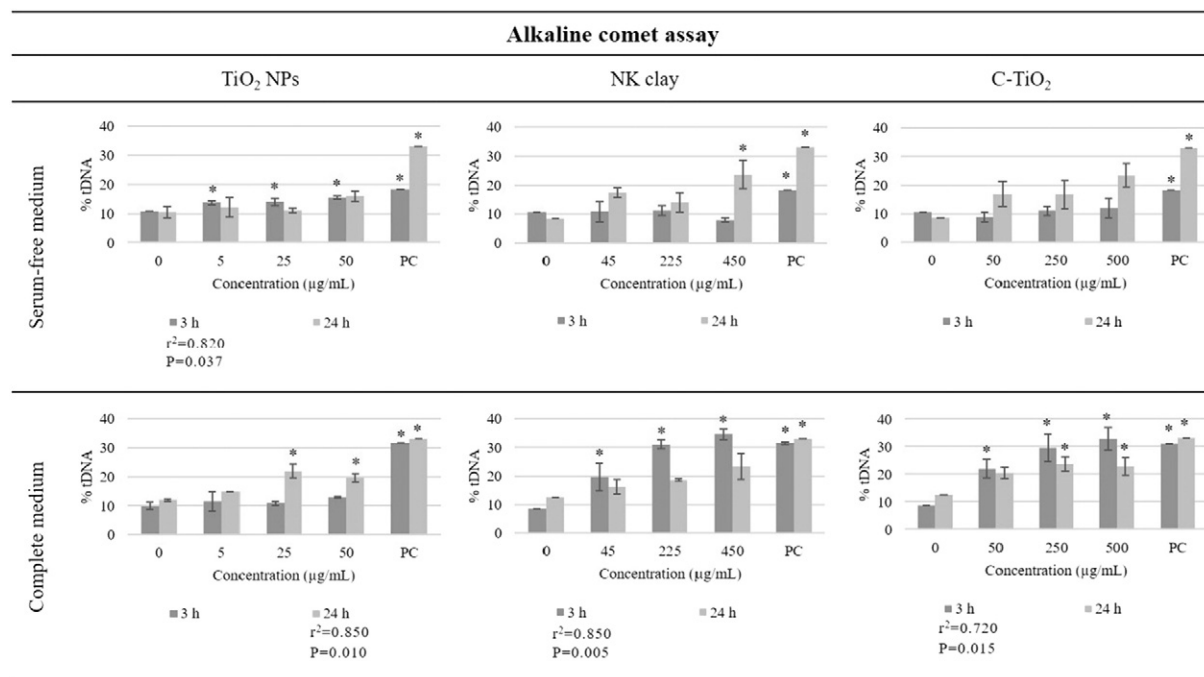 Alkaline comet assay
TiO₂ NPs NK clay C-TiO₂
Serum-free medium
% tDNA
40
30
20
10
0
* * * * *
0 5 25 50 PC
Concentration (µg/mL)
3 h 24 h
r²=0.820
P=0.037
% tDNA
40
30
20
10
0
* * *
0 45 225 450 PC
Concentration (µg/mL)
3 h 24 h
% tDNA
40
30
20
10
0
* *
0 50 250 500 PC
Concentration (µg/mL)
3 h 24 h
Complete medium
% tDNA
40
30
20
10
0
* * * *
0 5 25 50 PC
Concentration (µg/mL)
3 h 24 h
r²=0.850
P=0.010
% tDNA
40
30
20
10
0
* * * * *
0 45 225 450 PC
Concentration (µg/mL)
3 h 24 h
r²=0.850
P=0.005
% tDNA
40
30
20
10
0
* * * * * * *
0 50 250 500 PC
Concentration (µg/mL)
3 h 24 h
r²=0.720
P=0.015